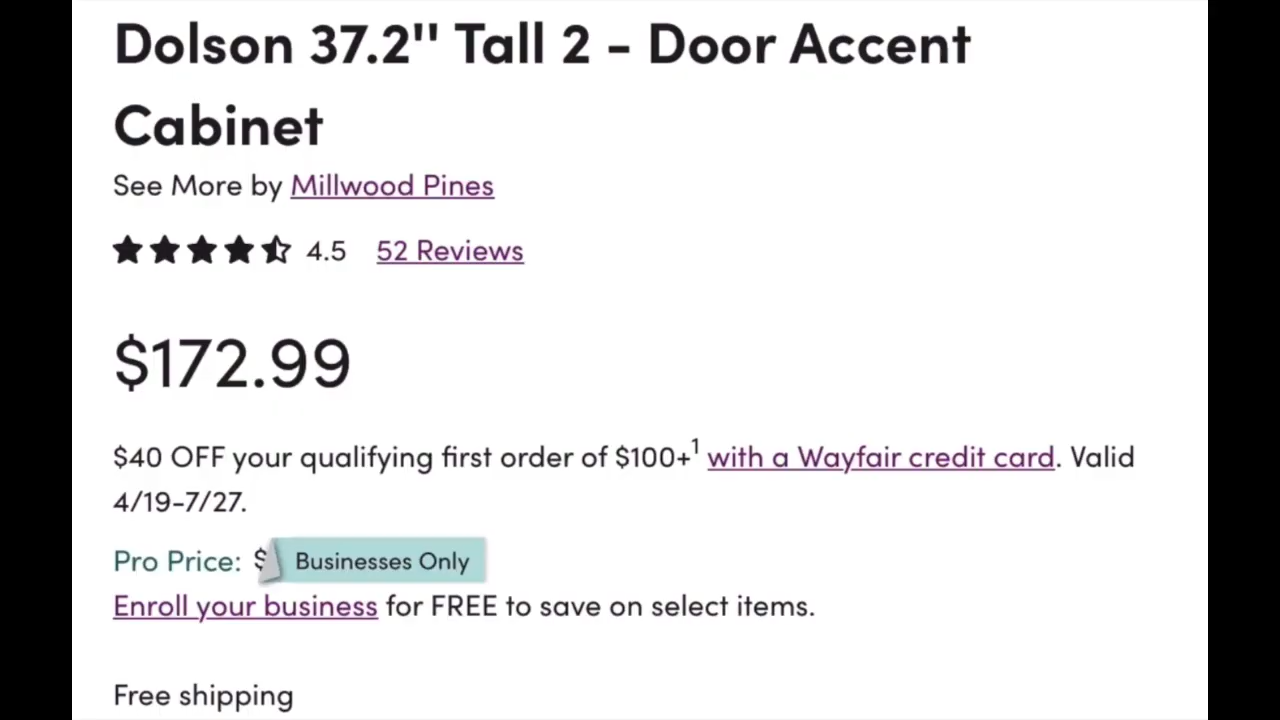 Dolson 37.2" Tall 2 - Door Accent
Cabinet
See More by Millwood Pines
4.5 52 Reviews
$172.99
$40 OFF your qualifying first order of $100+1 with a Wayfair credit card. Valid
4/19-7/27.
Pro Price: $ Businesses Only
Enroll your business for FREE to save on select items.
Free shipping